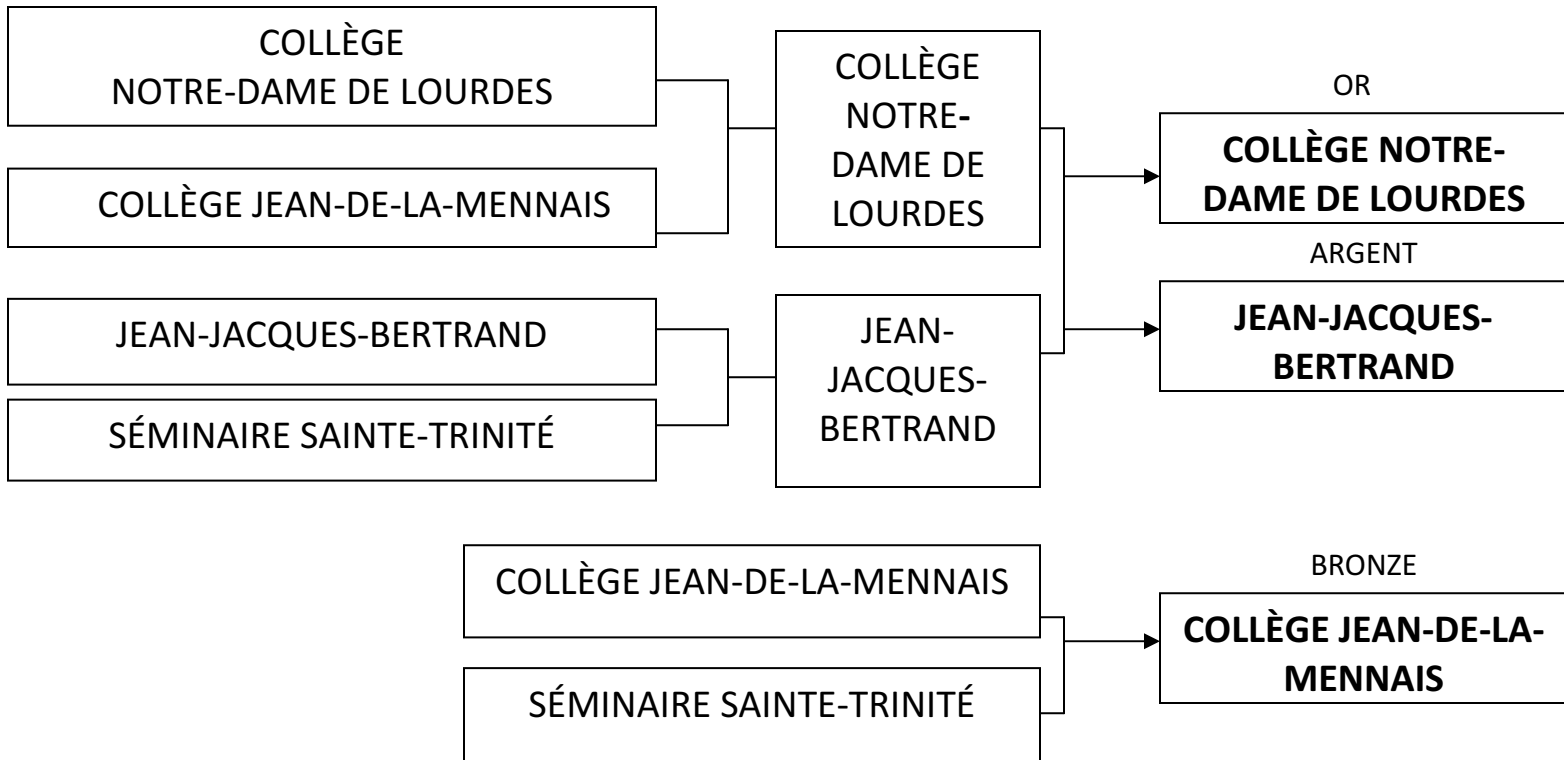 COLLÈGE
NOTRE-DAME DE LOURDES
COLLÈGE JEAN-DE-LA-MENNAIS
JEAN-JACQUES-BERTRAND
SÉMINAIRE SAINTE-TRINITÉ
COLLÈGE
NOTRE-
DAME DE
LOURDES
JEAN-
JACQUES-
BERTRAND
OR
COLLÈGE NOTRE-
DAME DE LOURDES
ARGENT
JEAN-JACQUES-
BERTRAND
COLLÈGE JEAN-DE-LA-MENNAIS
SÉMINAIRE SAINTE-TRINITÉ
BRONZE
COLLÈGE JEAN-DE-LA-
MENNAIS